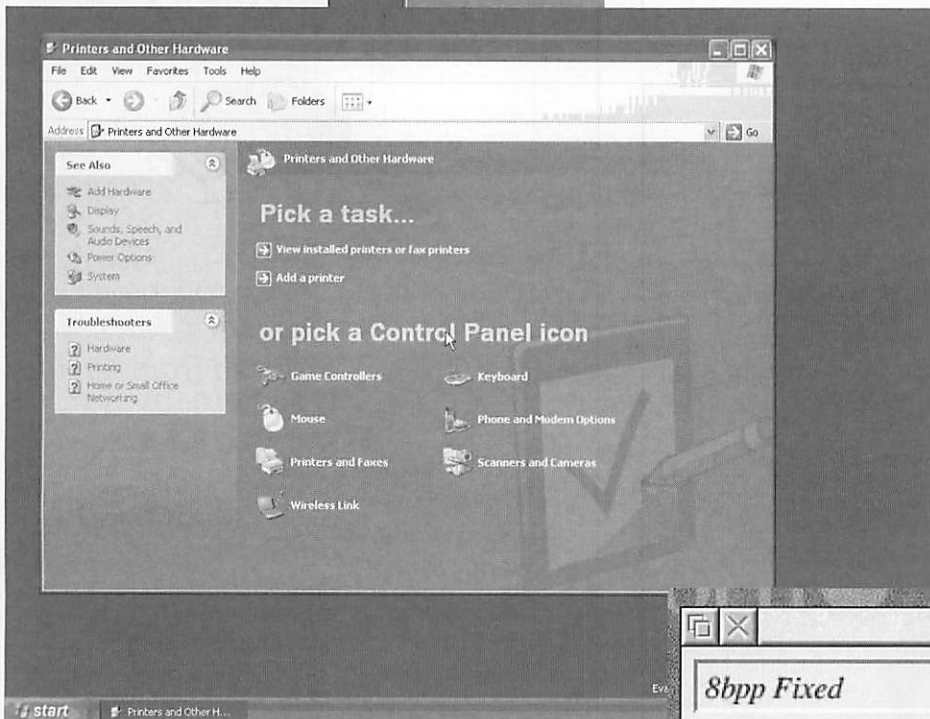 Printers and Other Hardware
File Edit View Favorites Tools Help
Back Search Folders
Address Printers and Other Hardware Go
See Also
Add Hardware
Display
Sounds, Speech, and
Audio Devices
Power Options
System
Troubleshooters
Hardware
Printing
Home or Small Office
Networking
Printers and Other Hardware
Pick a task...
View installed printers or fax printers
Add a printer
or pick a Control Panel icon
Game Controllers Keyboard
Mouse Phone and Modem Options
Printers and Faxes Scanners and Cameras
Wireless Link
8bpp Fixed
start Printers and Other H...